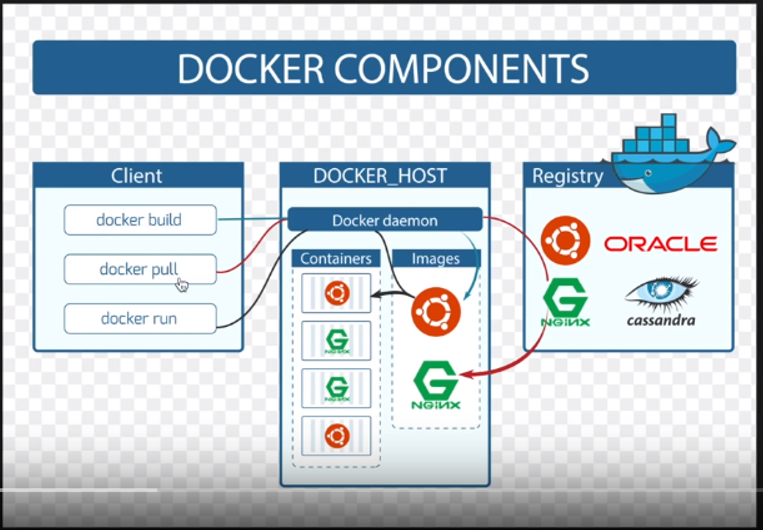 DOCKER COMPONENTS
Client
docker build
docker pull
docker run
DOCKER_HOST
Docker daemon
Containers
Images
NGINX
NGINX
NGINX
Registry
ORACLE
NGINX
cassandra